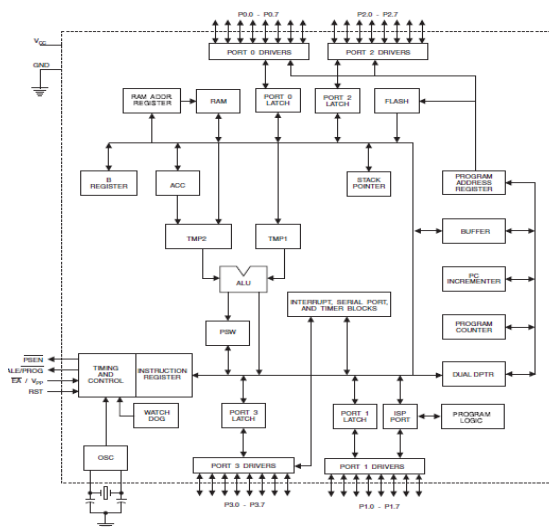 P0.0 - P0.7
P2.0 - P2.7
VCC
PORT 0 DRIVERS
PORT 2 DRIVERS
GND
RAM ADDR.
REGISTER
RAM
PORT 0
LATCH
PORT 2
LATCH
FLASH
B
REGISTER
ACC
STACK
POINTER
PROGRAM
ADDRESS
REGISTER
TMP2
TMP1
BUFFER
ALU
PC
INCREMENTER
INTERRUPT, SERIAL PORT,
AND TIMER BLOCKS
PSW
PROGRAM
COUNTER
PSEN
ALE/PROG
EA / VPP
RST
TIMING
AND
CONTROL
INSTRUCTION
REGISTER
DUAL DPTR
WATCH
DOG
PORT 3
LATCH
PORT 1
LATCH
ISP
PORT
PROGRAM
LOGIC
OSC
PORT 3 DRIVERS
PORT 1 DRIVERS
P3.0 - P3.7
P1.0 - P1.7